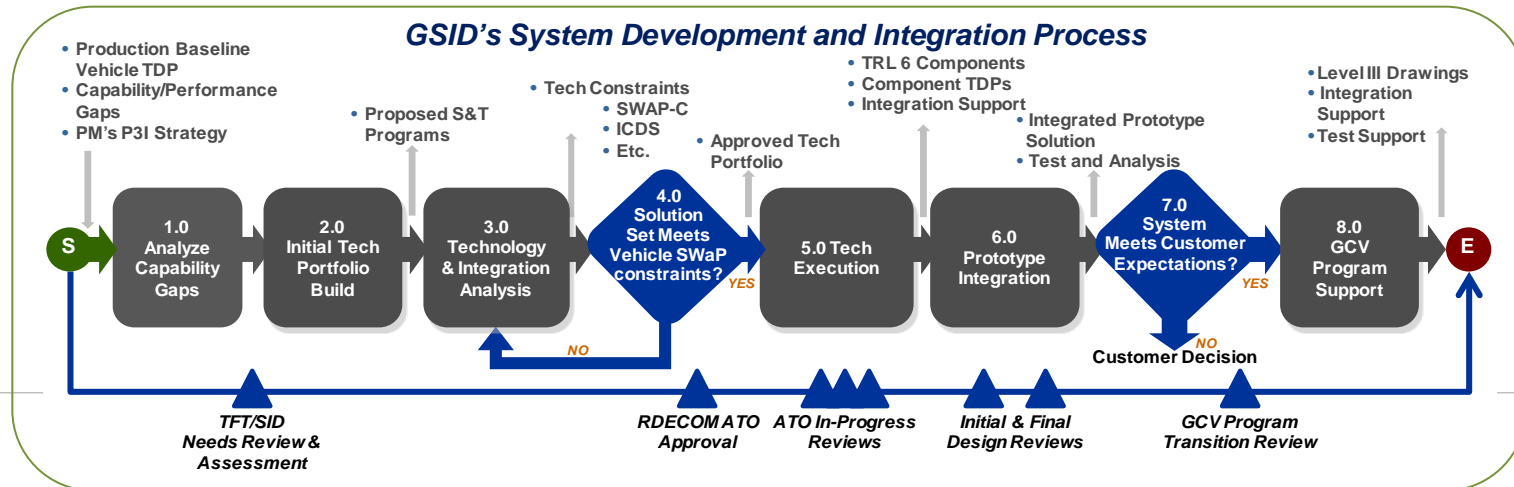 GSID's System Development and Integration Process
• Production Baseline
Vehicle TDP
• Capability/Performance
Gaps
• PM's P3I Strategy
• Proposed S&T
Programs
• Tech Constraints
• SWAP-C
• ICDS
• Etc.
• Approved Tech
Portfolio
• TRL 6 Components
• Component TDPs
• Integration Support
• Integrated Prototype
Solution
• Test and Analysis
• Level III Drawings
• Integration
Support
• Test Support
S
1.0
Analyze
Capability
Gaps
2.0
Initial Tech
Portfolio
Build
3.0
Technology
& Integration
Analysis
4.0
Solution
Set Meets
Vehicle SWaP
constraints?
YES
NO
5.0 Tech
Execution
6.0
Prototype
Integration
7.0
System
Meets Customer
Expectations?
YES
NO
Customer Decision
8.0
GCV
Program
Support
E
TFT/SID
Needs Review &
Assessment
RDECOM ATO
Approval
ATO In-Progress
Reviews
Initial & Final
Design Reviews
GCV Program
Transition Review